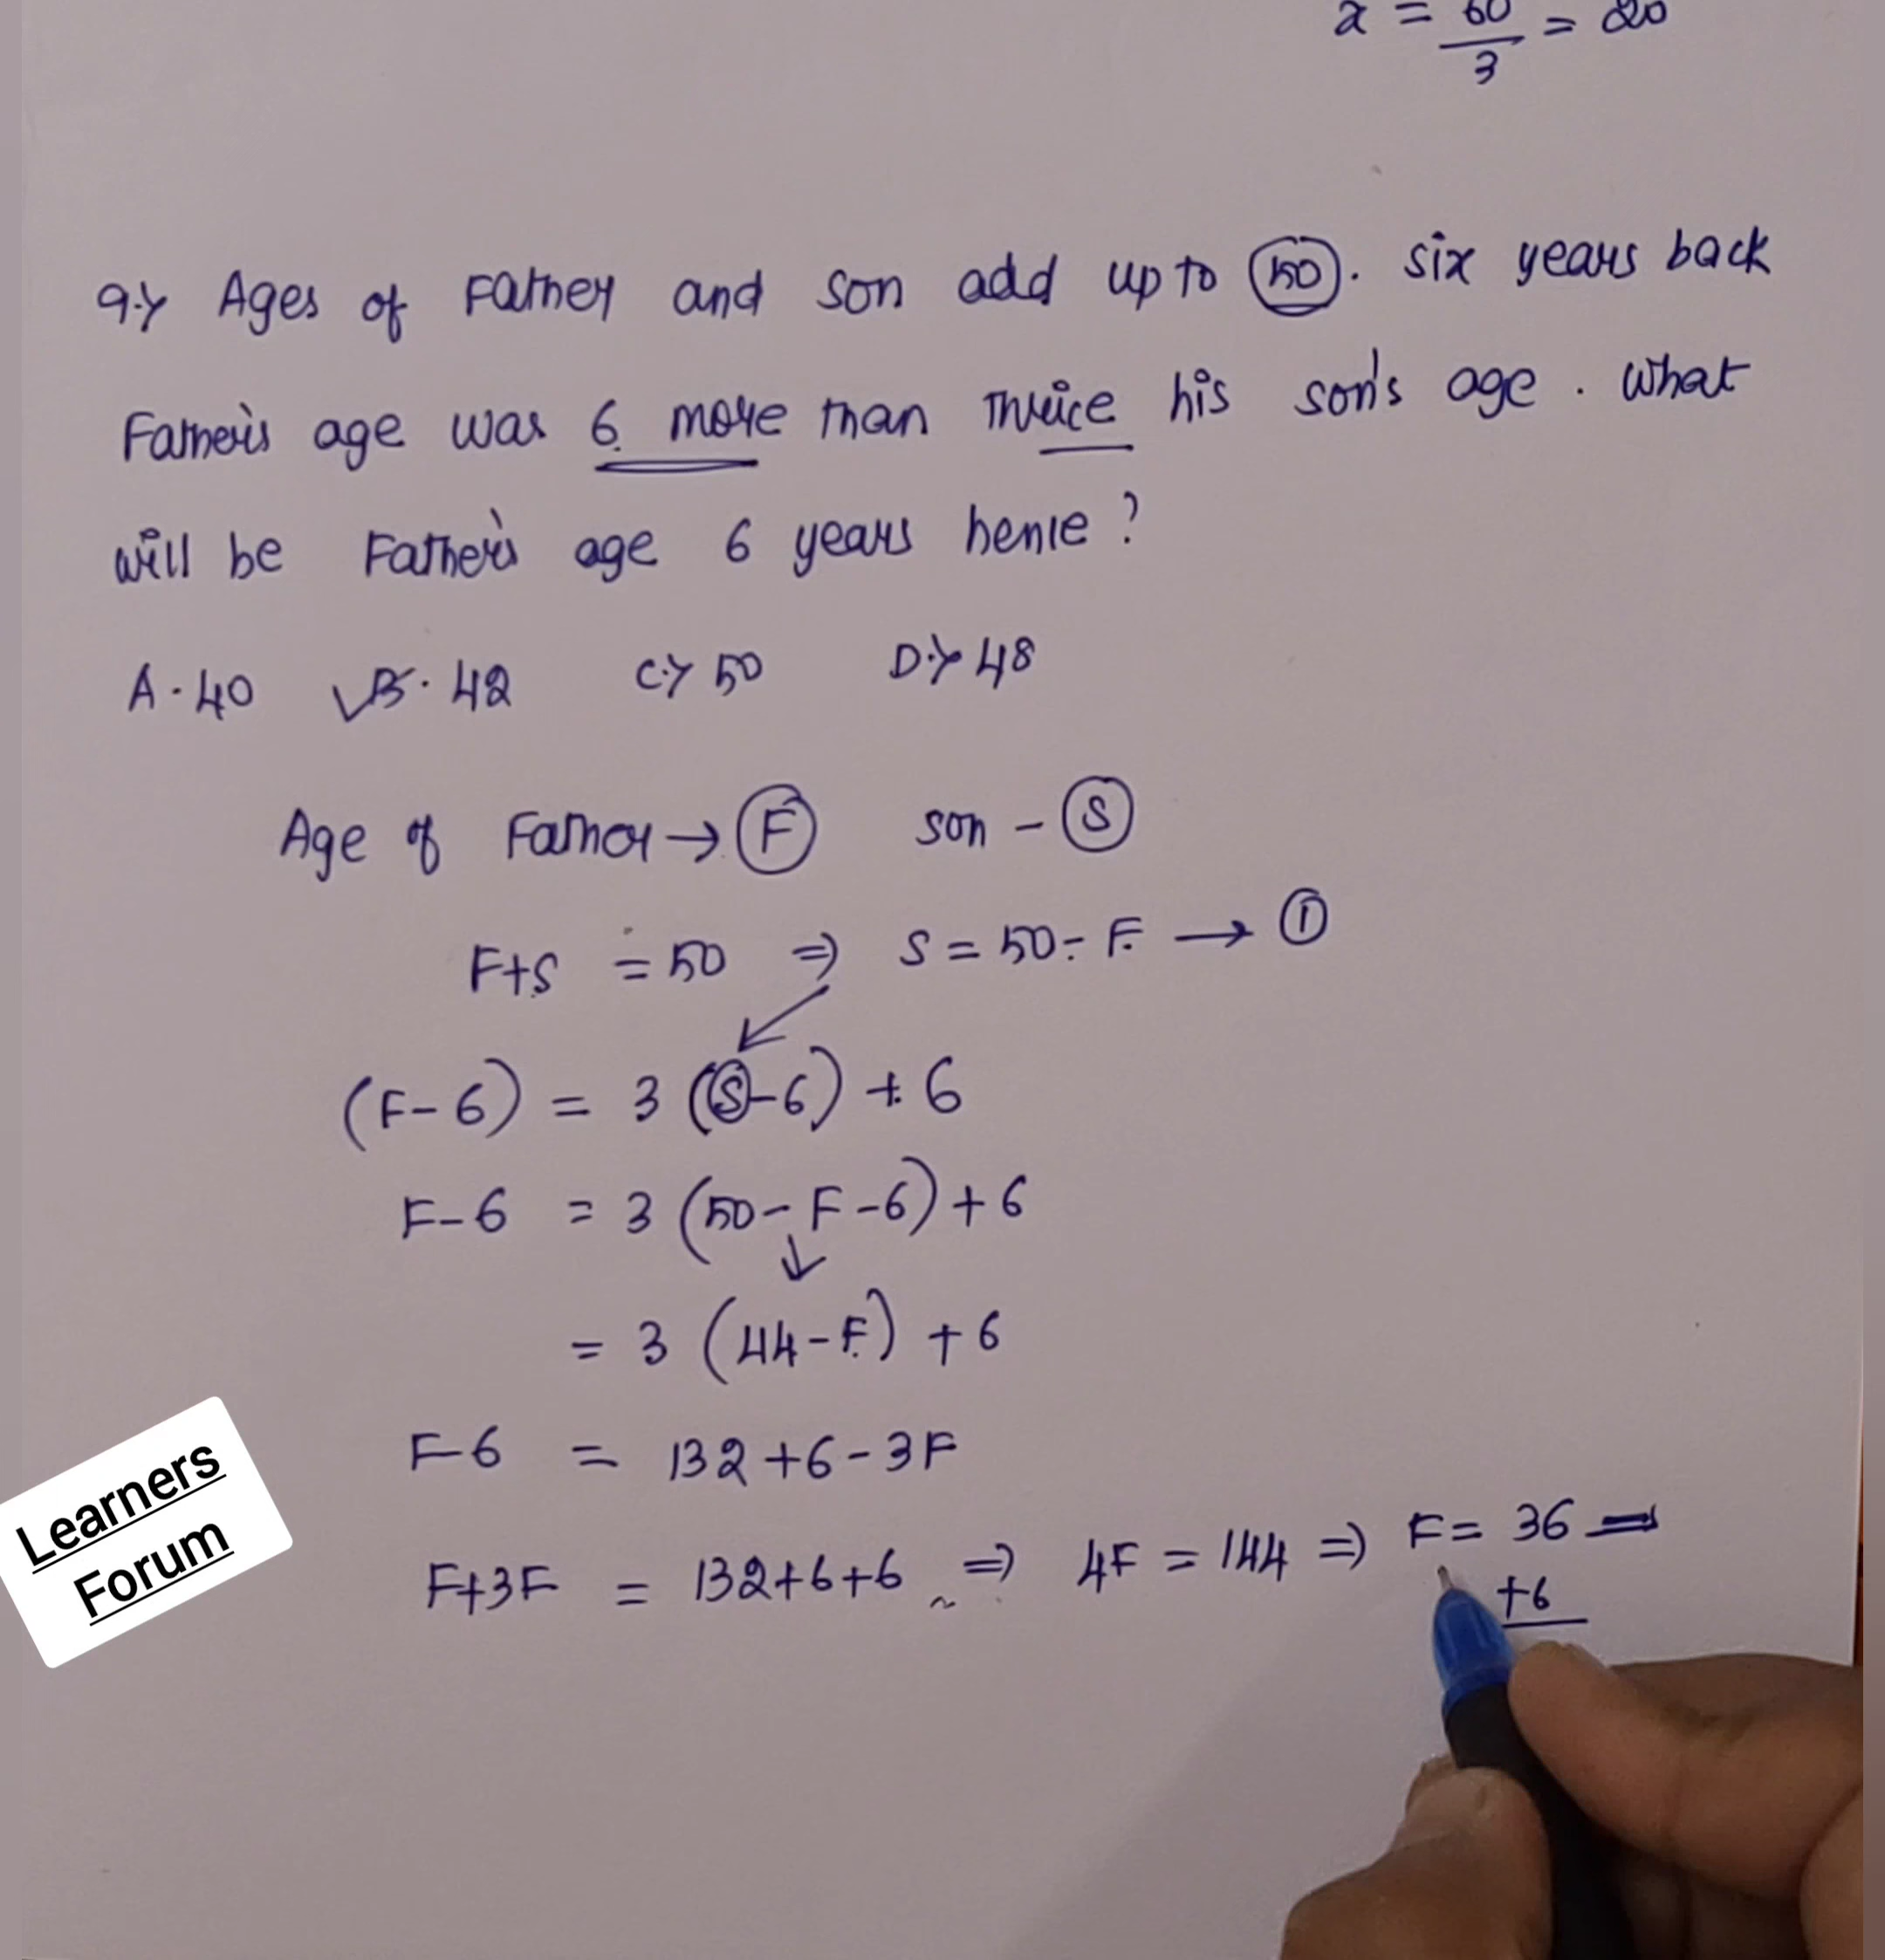 x = 60/3 = 20
9.) Ages of Father and son add up to 50. six years back
Father's age was 6 more than Thrice his son's age. What
will be Father's age 6 years hence?
A. 40 ✓B. 42 C.) 50 D.) 48
Age of Father → F son - S
F+S = 50 ⇒ S = 50 - F → 1
(F-6) = 3 (S-6) + 6
F-6 = 3 (50-F-6) + 6
= 3 (44-F) + 6
F-6 = 132+6-3F
F+3F = 132+6+6 ⇒ 4F = 144 ⇒ F = 36
+6
Learners
Forum